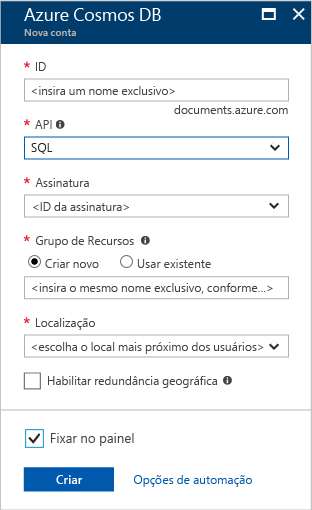 Azure Cosmos DB
Nova conta
* ID
<insira um nome exclusivo>
documents.azure.com
* API
SQL
* Assinatura
<ID da assinatura>
* Grupo de Recursos
Criar novo Usar existente
<insira o mesmo nome exclusivo, conforme...>
* Localização
<escolha o local mais próximo dos usuários>
Habilitar redundância geográfica
Fixar no painel
Criar Opções de automação